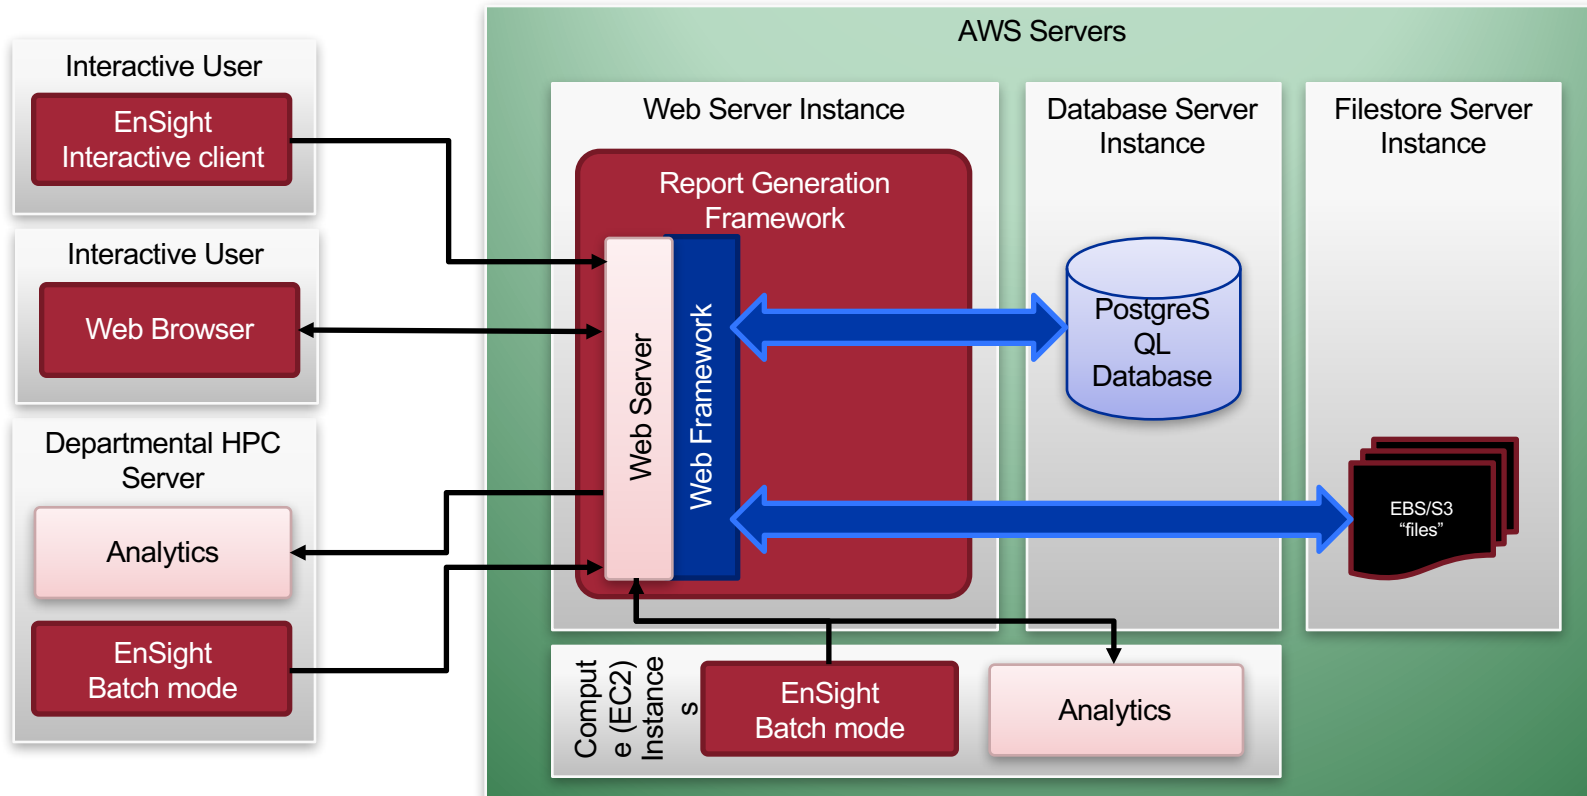 AWS Servers
Interactive User
EnSight
Interactive client
Interactive User
Web Browser
Departmental HPC
Server
Analytics
EnSight
Batch mode
Web Server Instance
Report Generation
Framework
Web Server
Web Framework
Database Server
Instance
PostgreS
QL
Database
Filestore Server
Instance
EBS/S3
“files”
Comput
e (EC2)
Instance
s
EnSight
Batch mode
Analytics